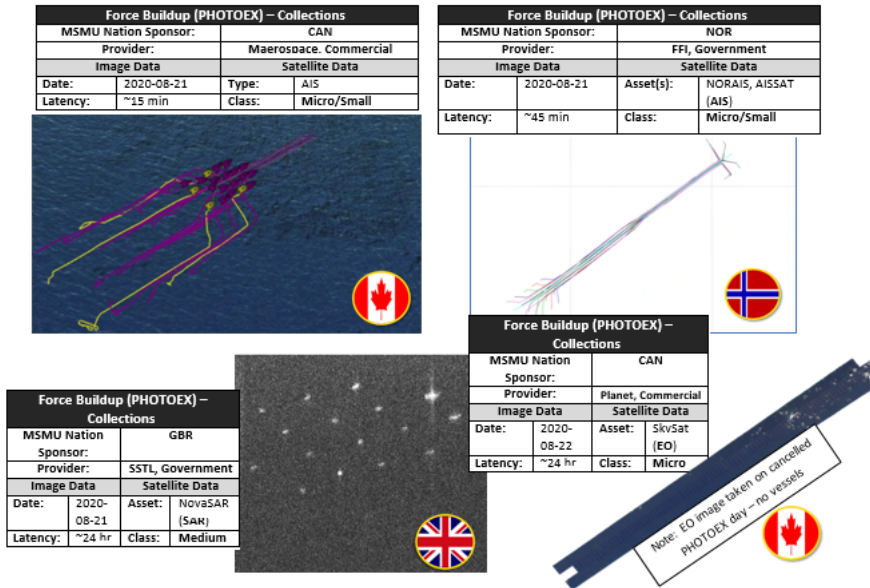 Force Buildup (PHOTOEX) – Collections
MSMU Nation Sponsor: CAN
Provider: Maerospace. Commercial
Image Data Satellite Data
Date: 2020-08-21 Type: AIS
Latency: ~15 min Class: Micro/Small
Force Buildup (PHOTOEX) – Collections
MSMU Nation Sponsor: NOR
Provider: FFI, Government
Image Data Satellite Data
Date: 2020-08-21 Asset(s): NORAIS, AISSAT
(AIS)
Latency: ~45 min Class: Micro/Small
Force Buildup (PHOTOEX) –
Collections
MSMU Nation GBR
Sponsor:
Provider: SSTL, Government
Image Data Satellite Data
Date: 2020- Asset: NovaSAR
08-21 (SAR)
Latency: ~24 hr Class: Medium
Force Buildup (PHOTOEX) –
Collections
MSMU Nation CAN
Sponsor:
Provider: Planet, Commercial
Image Data Satellite Data
Date: 2020- Asset: SkySat
08-22 (EO)
Latency: ~24 hr Class: Micro
Note: EO image taken on cancelled
PHOTOEX day – no vessels